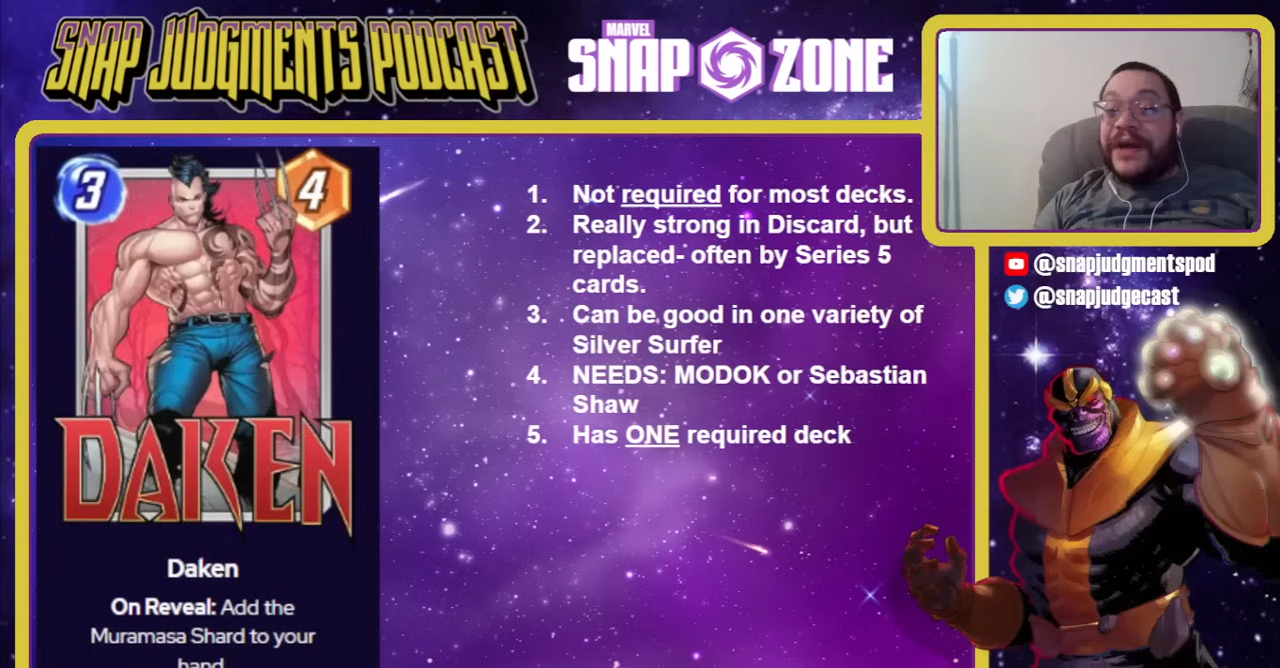 SNAP JUDGMENTS PODCAST
MARVEL
SNAP ZONE
3
4
DAKEN
Daken
On Reveal: Add the
Muramasa Shard to your
hand
1. Not required for most decks.
2. Really strong in Discard, but
replaced- often by Series 5
cards.
3. Can be good in one variety of
Silver Surfer
4. NEEDS: MODOK or Sebastian
Shaw
5. Has ONE required deck
@snapjudgmentspod
@snapjudgecast